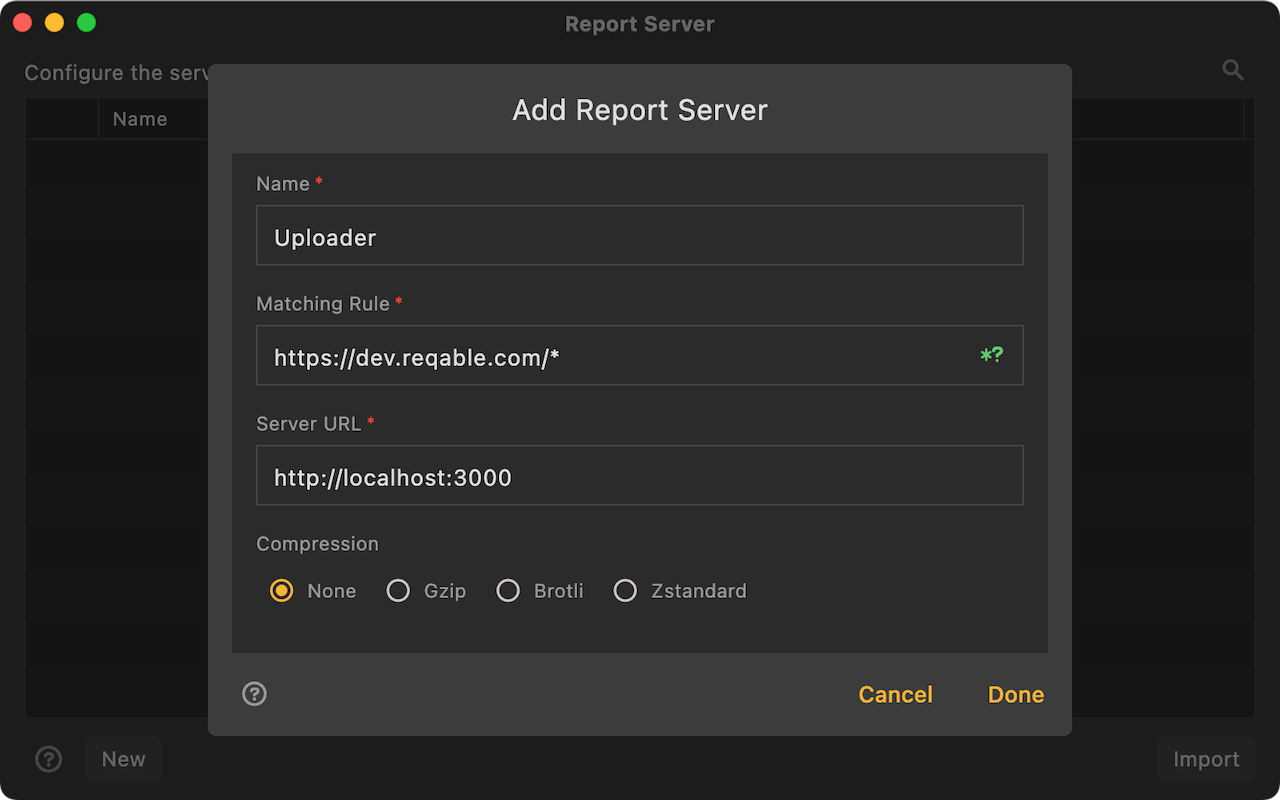 Report Server
Configure the serv
Name
Add Report Server
Name *
Uploader
Matching Rule *
https://dev.reqable.com/*
*?
Server URL *
http://localhost:3000
Compression
None Gzip Brotli Zstandard
?
Cancel Done
?
New
Import